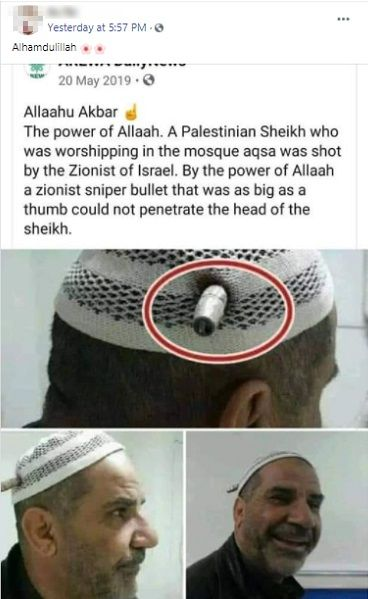 Yesterday at 5:57 PM ·
Alhamdulillah
20 May 2019 ·
Allaahu Akbar ☝
The power of Allaah. A Palestinian Sheikh who
was worshipping in the mosque aqsa was shot
by the Zionist of Israel. By the power of Allaah
a zionist sniper bullet that was as big as a
thumb could not penetrate the head of the
sheikh.